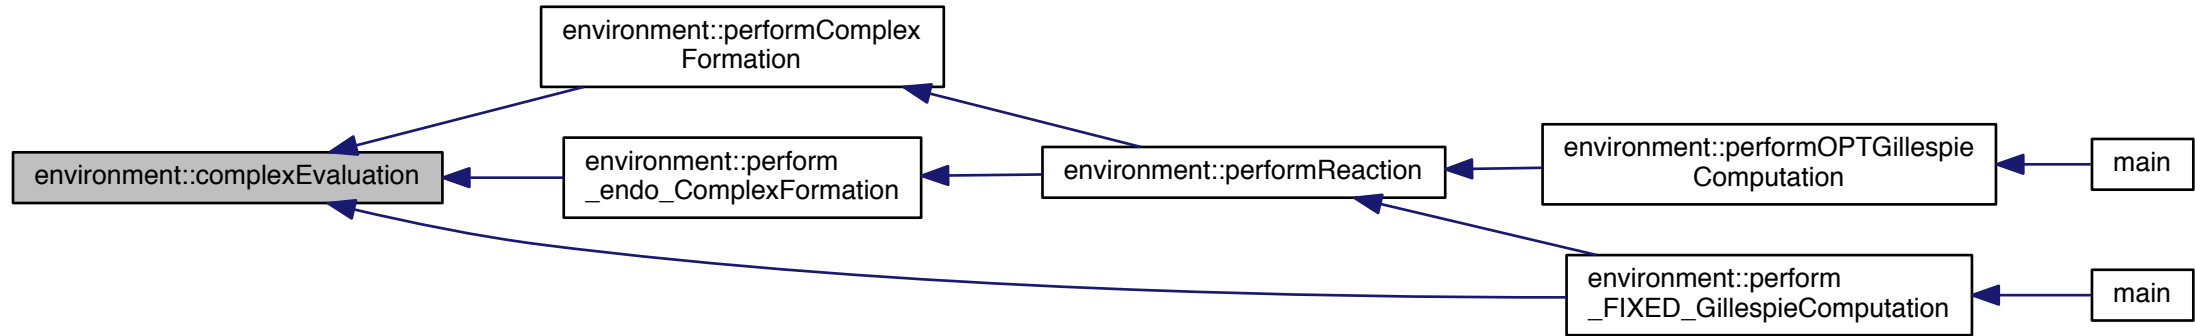 environment::complexEvaluation
environment::performComplex
Formation
environment::perform
_endo_ComplexFormation
environment::performReaction
environment::performOPTGillespie
Computation
environment::perform
_FIXED_GillespieComputation
main
main